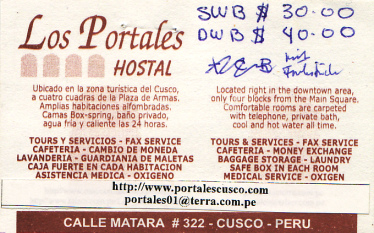 SWB $ 30.00
DWB $ 40.00
Los Portales
HOSTAL
Ubicado en la zona turística del Cusco,
a cuatro cuadras de la Plaza de Armas.
Amplias habitaciones alfombradas.
Camas Box-spring, baño privado,
agua fría y caliente las 24 horas.
TOURS Y SERVICIOS - FAX SERVICE
CAFETERIA - CAMBIO DE MONEDA
LAVANDERIA - GUARDIANIA DE MALETAS
CAJA FUERTE EN CADA HABITACION
ASISTENCIA MEDICA - OXIGENO
Located right in the downtown area,
only four blocks from the Main Square.
Comfortable rooms are carpeted
with telephone, private bath,
cool and hot water all time.
TOURS & SERVICES - FAX SERVICE
CAFETERIA - MONEY EXCHANGE
BAGGAGE STORAGE - LAUNDRY
SAFE BOX IN EACH ROOM
MEDICAL SERVICE - OXIGEN
http://www.portalescusco.com
portales01@terra.com.pe
CALLE MATARA # 322 - CUSCO - PERU